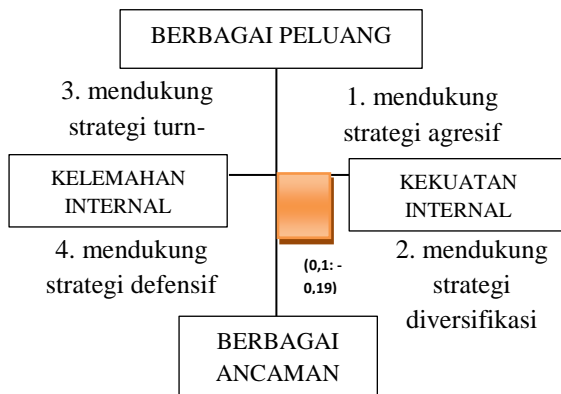 BERBAGAI PELUANG
3. mendukung
strategi turn-
1. mendukung
strategi agresif
KELEMAHAN
INTERNAL
KEKUATAN
INTERNAL
4. mendukung
strategi defensif
(0,1: -
0,19)
2. mendukung
strategi
diversifikasi
BERBAGAI
ANCAMAN